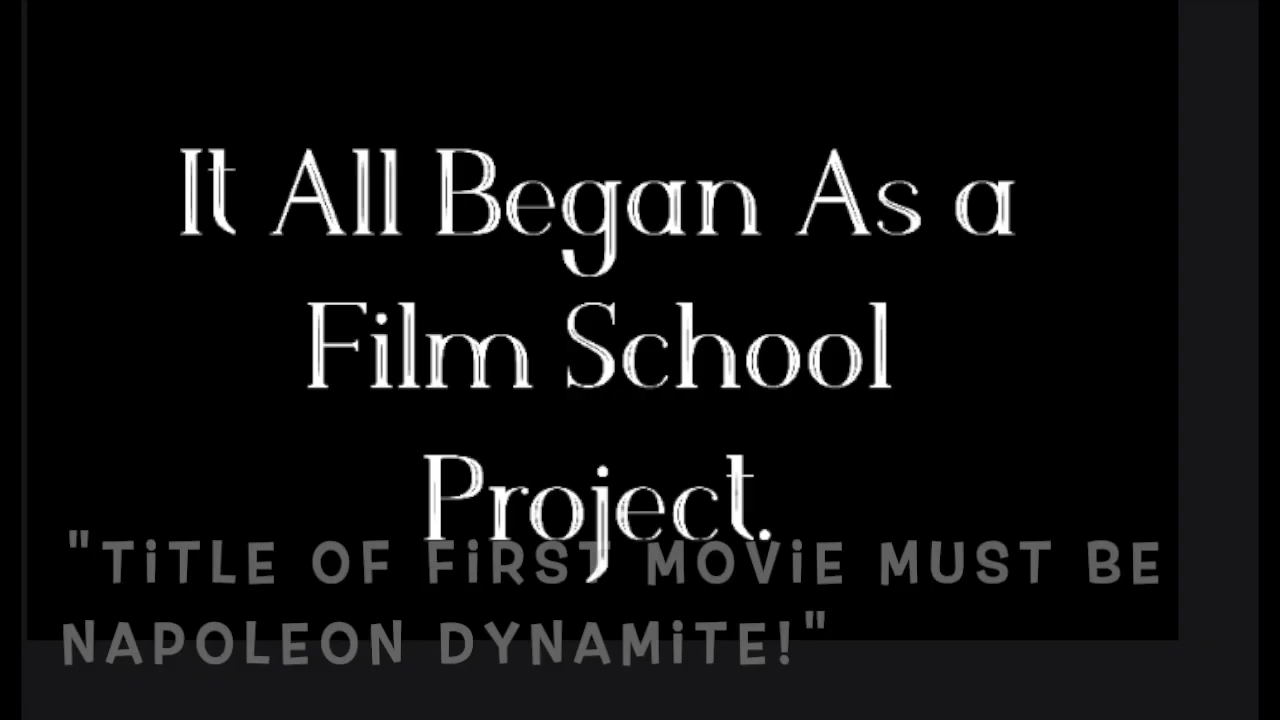 It All Began As a
Film School
Project.
"TiTLE OF FiRST MOViE MUST BE
NAPOLEON DYNAMiTE!"